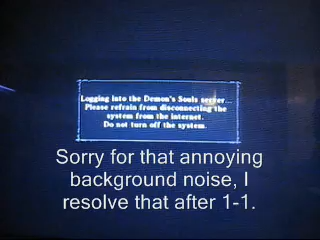 Logging into the Demon's Souls server...
Please refrain from disconnecting the
system from the internet.
Do not turn off the system.
Sorry for that annoying
background noise, I
resolve that after 1-1.